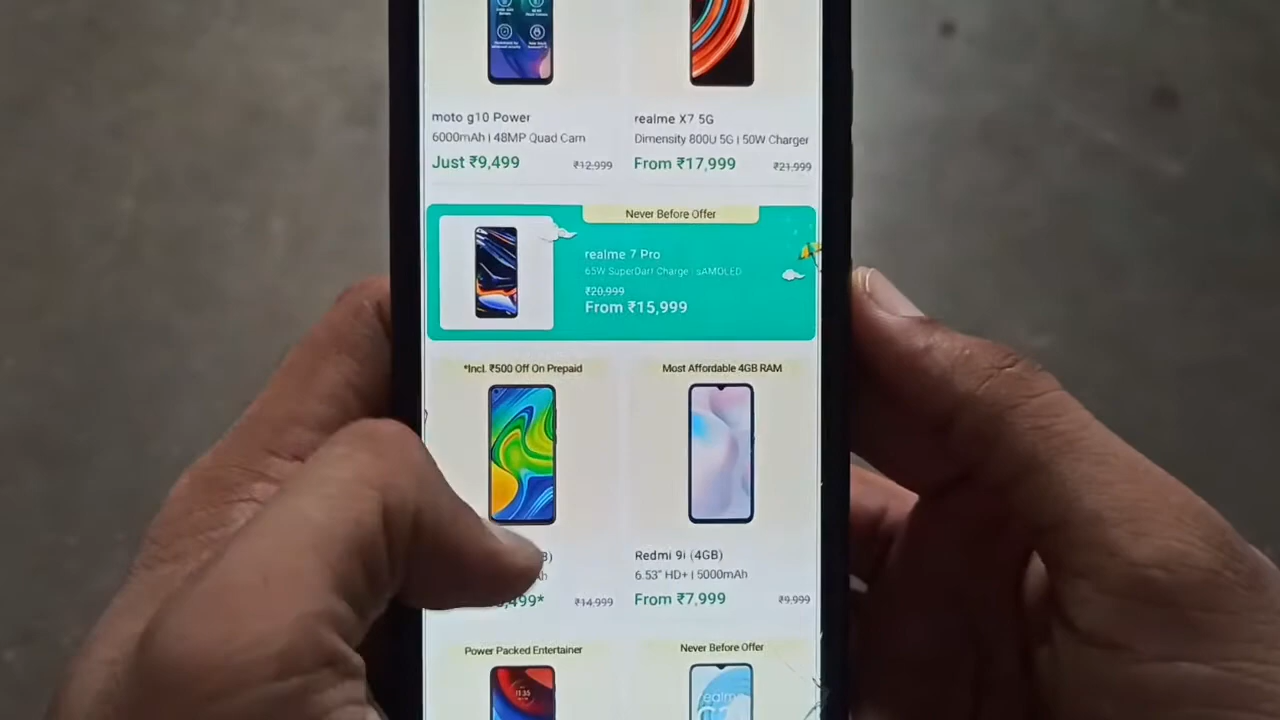 moto g10 Power
6000mAh | 48MP Quad Cam
Just ₹9,499 ₹12,999
realme X7 5G
Dimensity 800U 5G | 50W Charger
From ₹17,999 ₹21,999
Never Before Offer
realme 7 Pro
65W SuperDart Charge | sAMOLED
₹20,999
From ₹15,999
*Incl. ₹500 Off On Prepaid
₹14,999
Most Affordable 4GB RAM
Redmi 9i (4GB)
6.53" HD+ | 5000mAh
From ₹7,999 ₹9,999
Power Packed Entertainer
11:35
Never Before Offer
realme